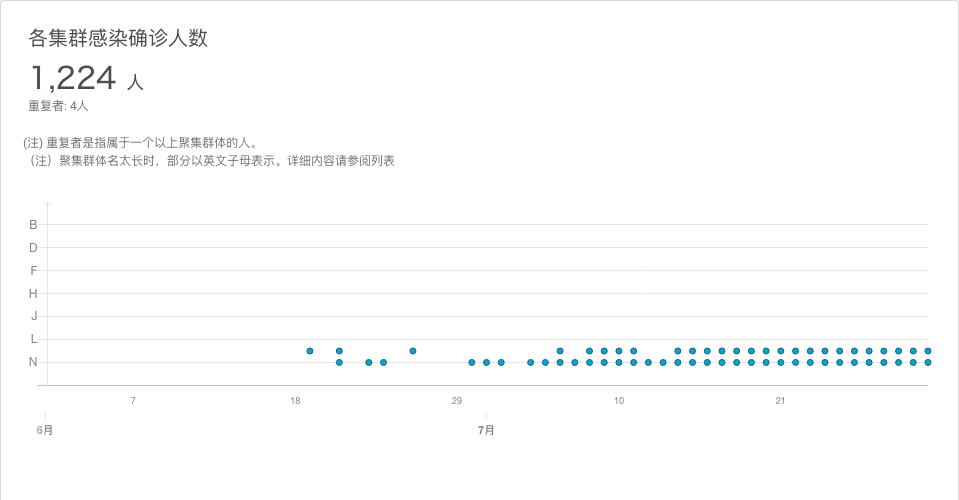 各集群感染确诊人数
1,224 人
重复者: 4人
(注) 重复者是指属于一个以上聚集群体的人。
（注）聚集群体名太长时，部分以英文子母表示。详细内容请参阅列表
B
D
F
H
J
L
N
7 18 29 10 21
6月 7月